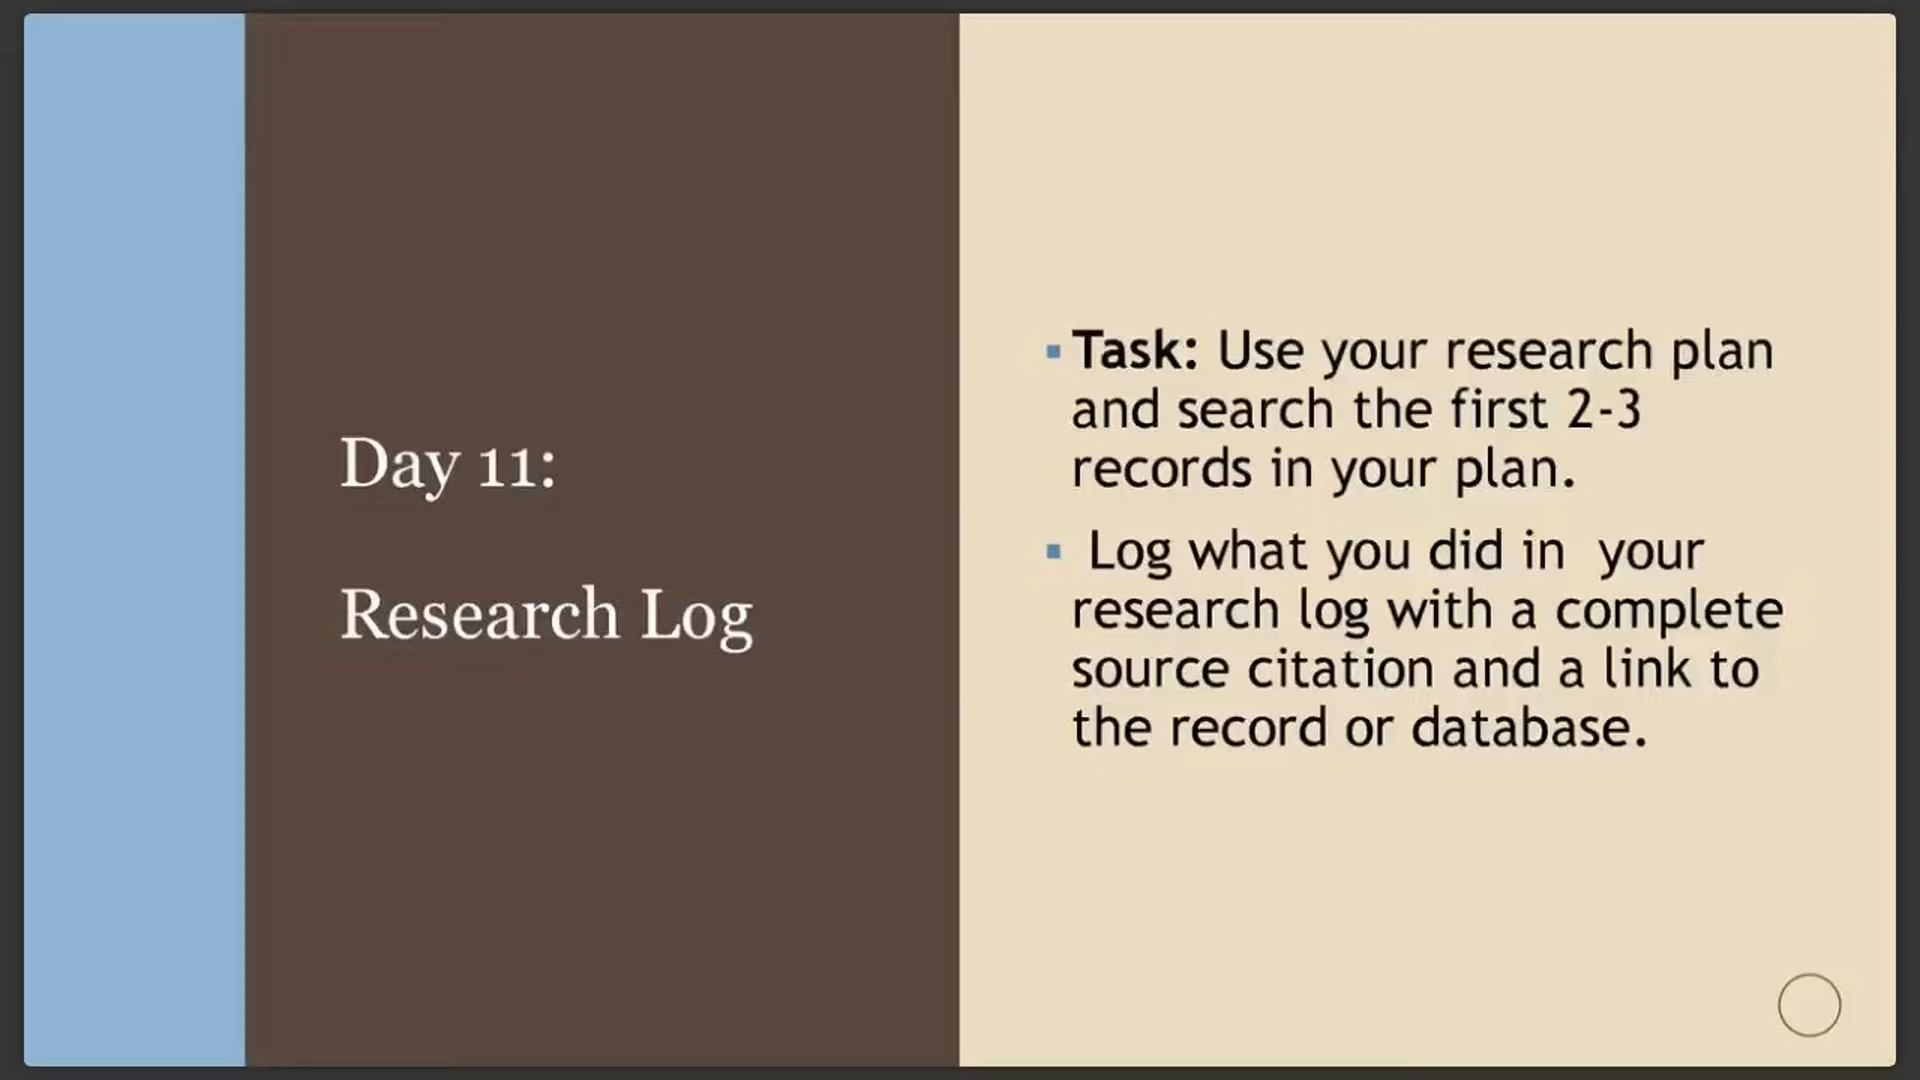 Day 11:
Research Log
Task: Use your research plan
and search the first 2-3
records in your plan.
Log what you did in  your
research log with a complete
source citation and a link to
the record or database.